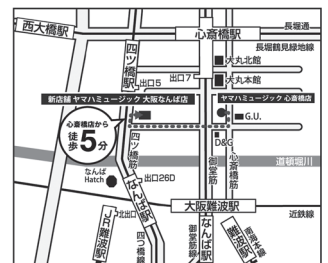 西大橋駅
心斎橋駅
長堀通
長堀鶴見緑地線
四ツ橋駅
大丸北館
出口7
大丸本館
出口5
新店舗 ヤマハミュージック 大阪なんば店
ヤマハミュージック 心斎橋店
心斎橋店から
徒歩5分
G.U.
D&G
四ツ橋筋
御堂筋
心斎橋筋
道頓堀川
なんば
Hatch
出口26D
なんば駅
大阪難波駅
近鉄線
北出口
JR難波駅
四つ橋線
御堂筋線
なんば駅
難波駅
南海本線